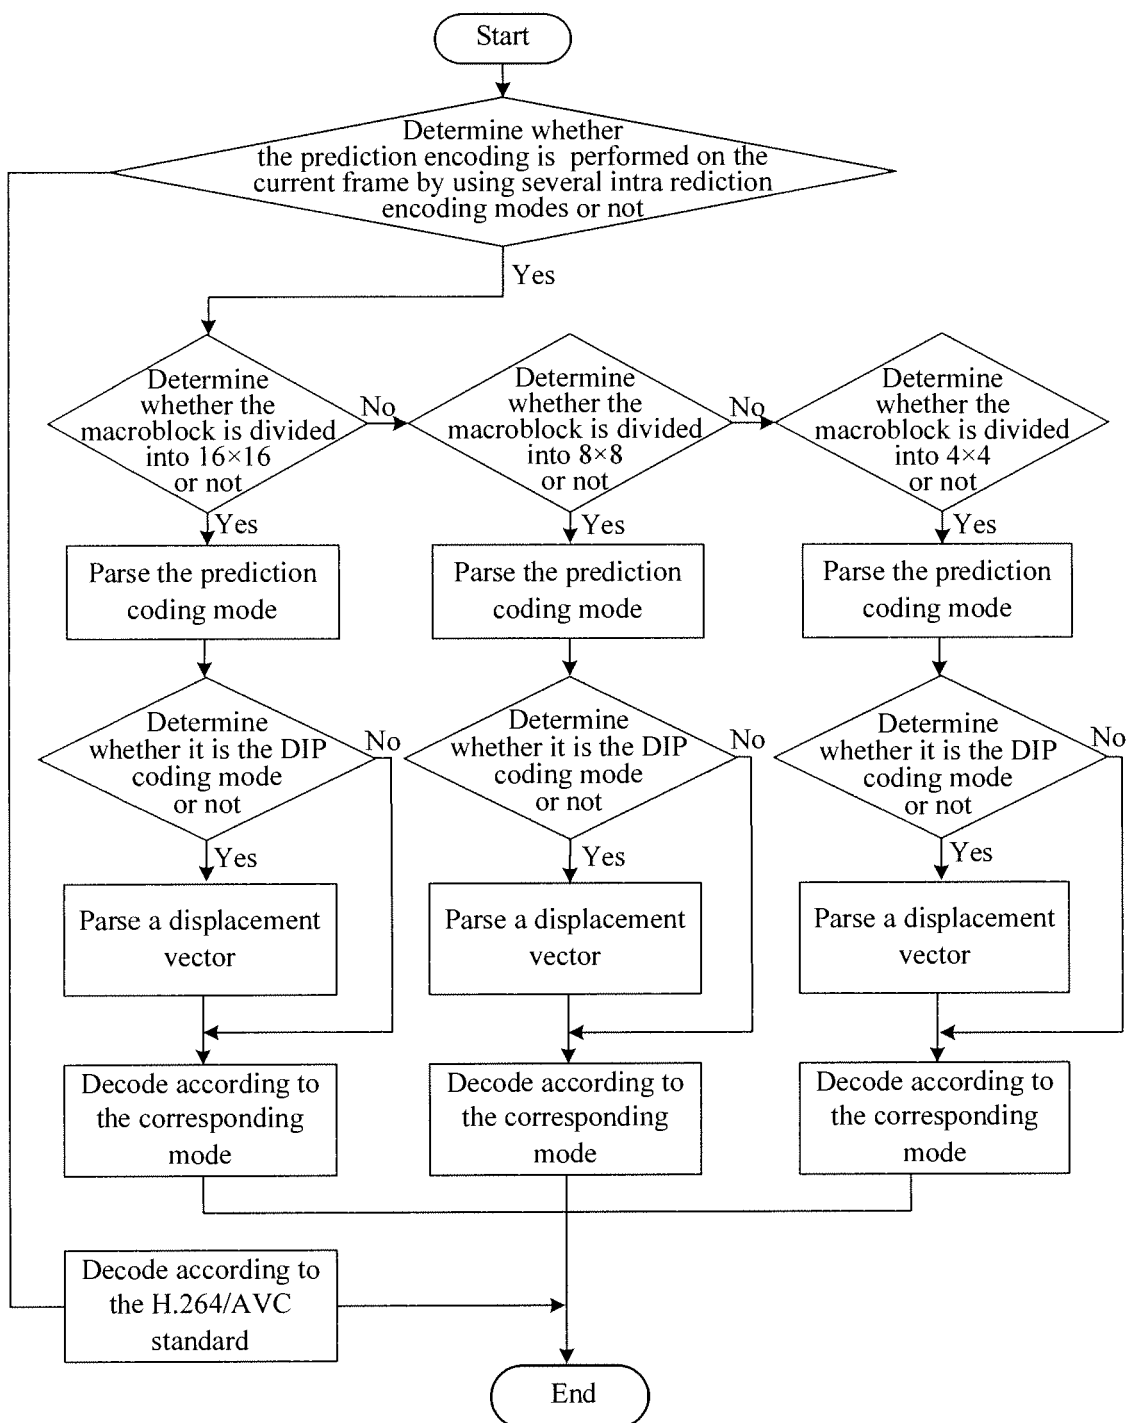 Start
Determine whether
the prediction encoding is performed on the
current frame by using several intra rediction
encoding modes or not
Yes
Determine
whether the
macroblock is divided
into 16×16
or not
No
Determine
whether the
macroblock is divided
into 8×8
or not
No
Determine
whether the
macroblock is divided
into 4×4
or not
Yes
Yes
Yes
Parse the prediction
coding mode
Parse the prediction
coding mode
Parse the prediction
coding mode
Determine
whether it is the DIP
coding mode
or not
No
Determine
whether it is the DIP
coding mode
or not
No
Determine
whether it is the DIP
coding mode
or not
No
Yes
Yes
Yes
Parse a displacement
vector
Parse a displacement
vector
Parse a displacement
vector
Decode according to
the corresponding
mode
Decode according to
the corresponding
mode
Decode according to
the corresponding
mode
Decode according to
the H.264/AVC
standard
End